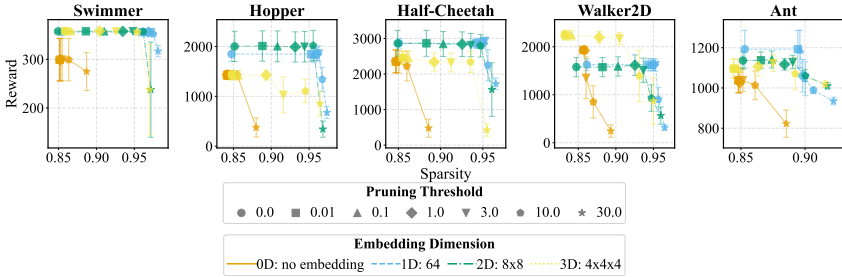 Swimmer Hopper Half-Cheetah Walker2D Ant
Reward
300
200
0.85 0.90 0.95
2000
1000
0
0.85 0.90 0.95
3000
2000
1000
0
0.85 0.90 0.95
2000
1000
0
0.85 0.90 0.95
1200
1000
800
0.85 0.90
Sparsity
Pruning Threshold
0.0 0.01 0.1 1.0 3.0 10.0 30.0
Embedding Dimension
0D: no embedding 1D: 64 2D: 8x8 3D: 4x4x4